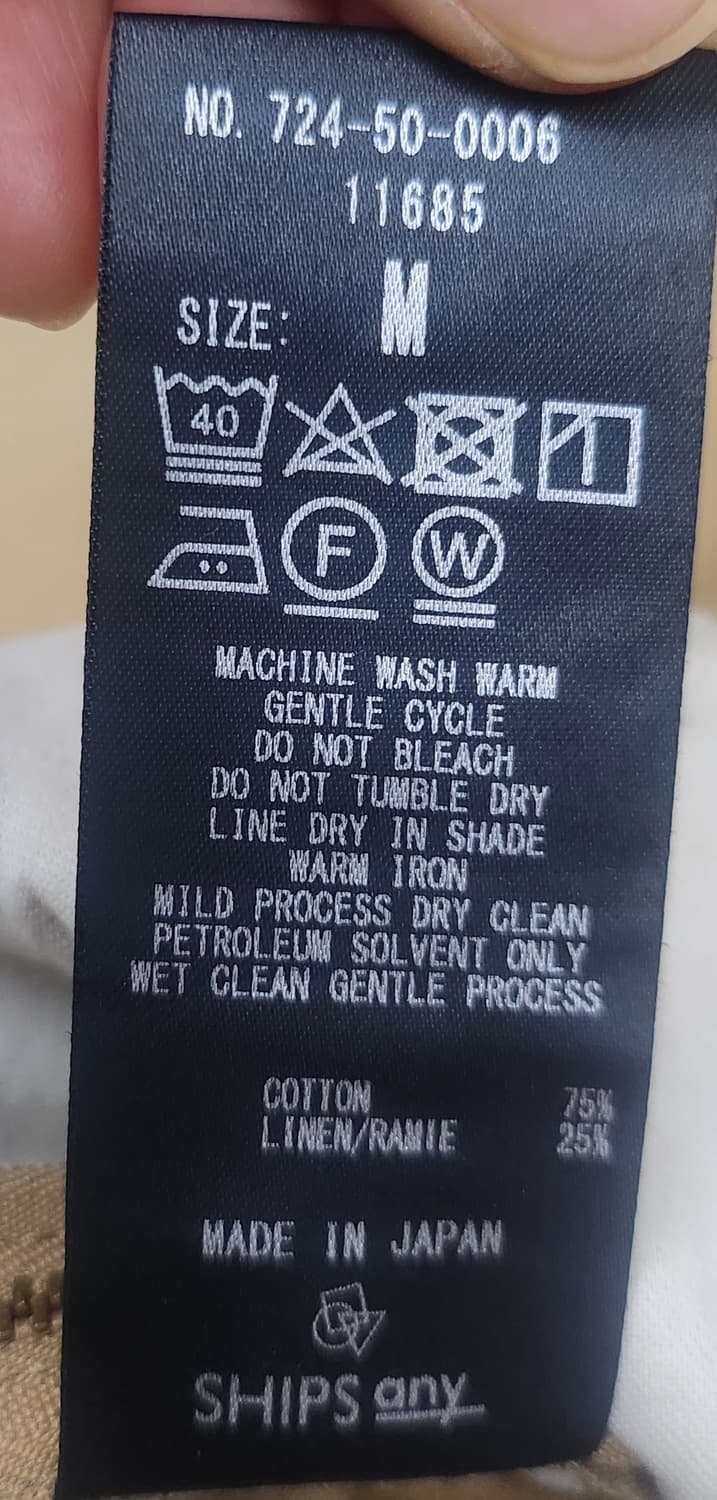 NO. 724-50-0006
11685
SIZE: M
40
F W
MACHINE WASH WARM
GENTLE CYCLE
DO NOT BLEACH
DO NOT TUMBLE DRY
LINE DRY IN SHADE
WARM IRON
MILD PROCESS DRY CLEAN
PETROLEUM SOLVENT ONLY
WET CLEAN GENTLE PROCESS
COTTON 75%
LINEN/RAMIE 25%
MADE IN JAPAN
SHIPS any